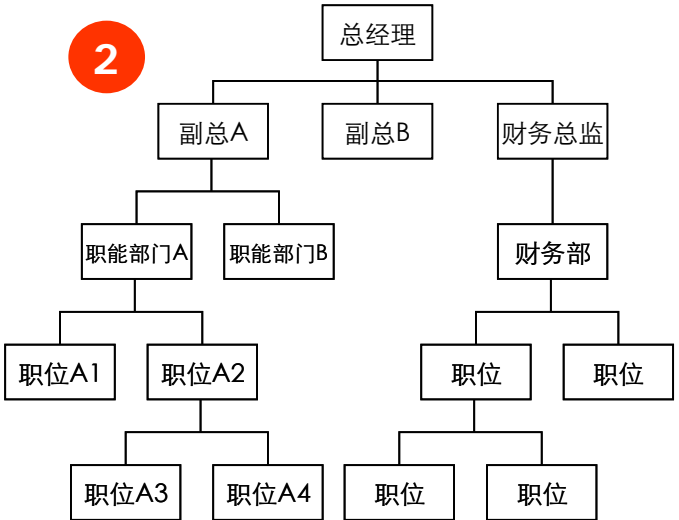 2
总经理
副总A
副总B
财务总监
职能部门A
职能部门B
财务部
职位A1
职位A2
职位
职位
职位A3
职位A4
职位
职位